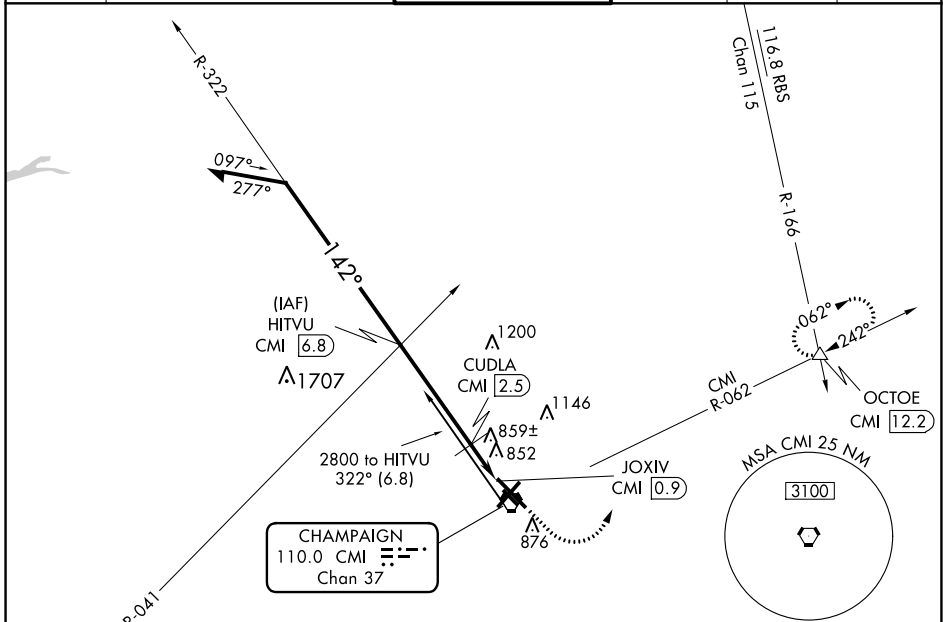 R-322
116.8 RBS
Chan 115
097°
277°
R-166
142°
(IAF)
HITVU
CMI 6.8
1200
CUDLA
CMI 2.5
062°
242°
1707
1146
CMI
R-062
OCTOE
CMI 12.2
859±
852
2800 to HITVU
322° (6.8)
JOXIV
CMI 0.9
MSA CMI 25 NM
3100
CHAMPAIGN
110.0 CMI
Chan 37
876
R-041